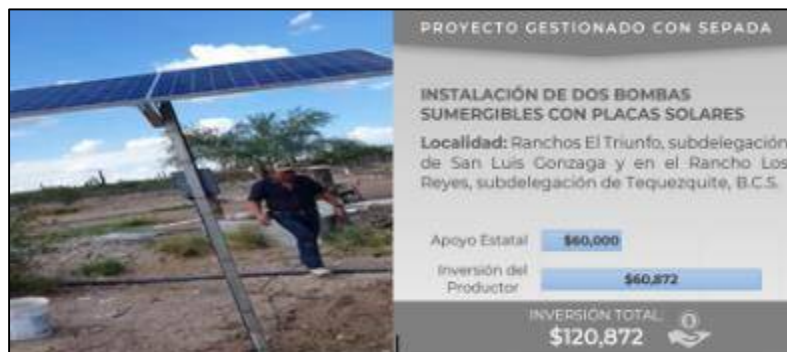 PROYECTO GESTIONADO CON SEPADA
INSTALACIÓN DE DOS BOMBAS
SUMERGIBLES CON PLACAS SOLARES
Localidad: Ranchos El Triunfo, subdelegación
de San Luis Gonzaga y en el Rancho Los
Reyes, subdelegación de Tequezquite, B.C.S.
Apoyo Estatal $60,000
Inversión del
Productor $60,872
INVERSIÓN TOTAL
$120,872